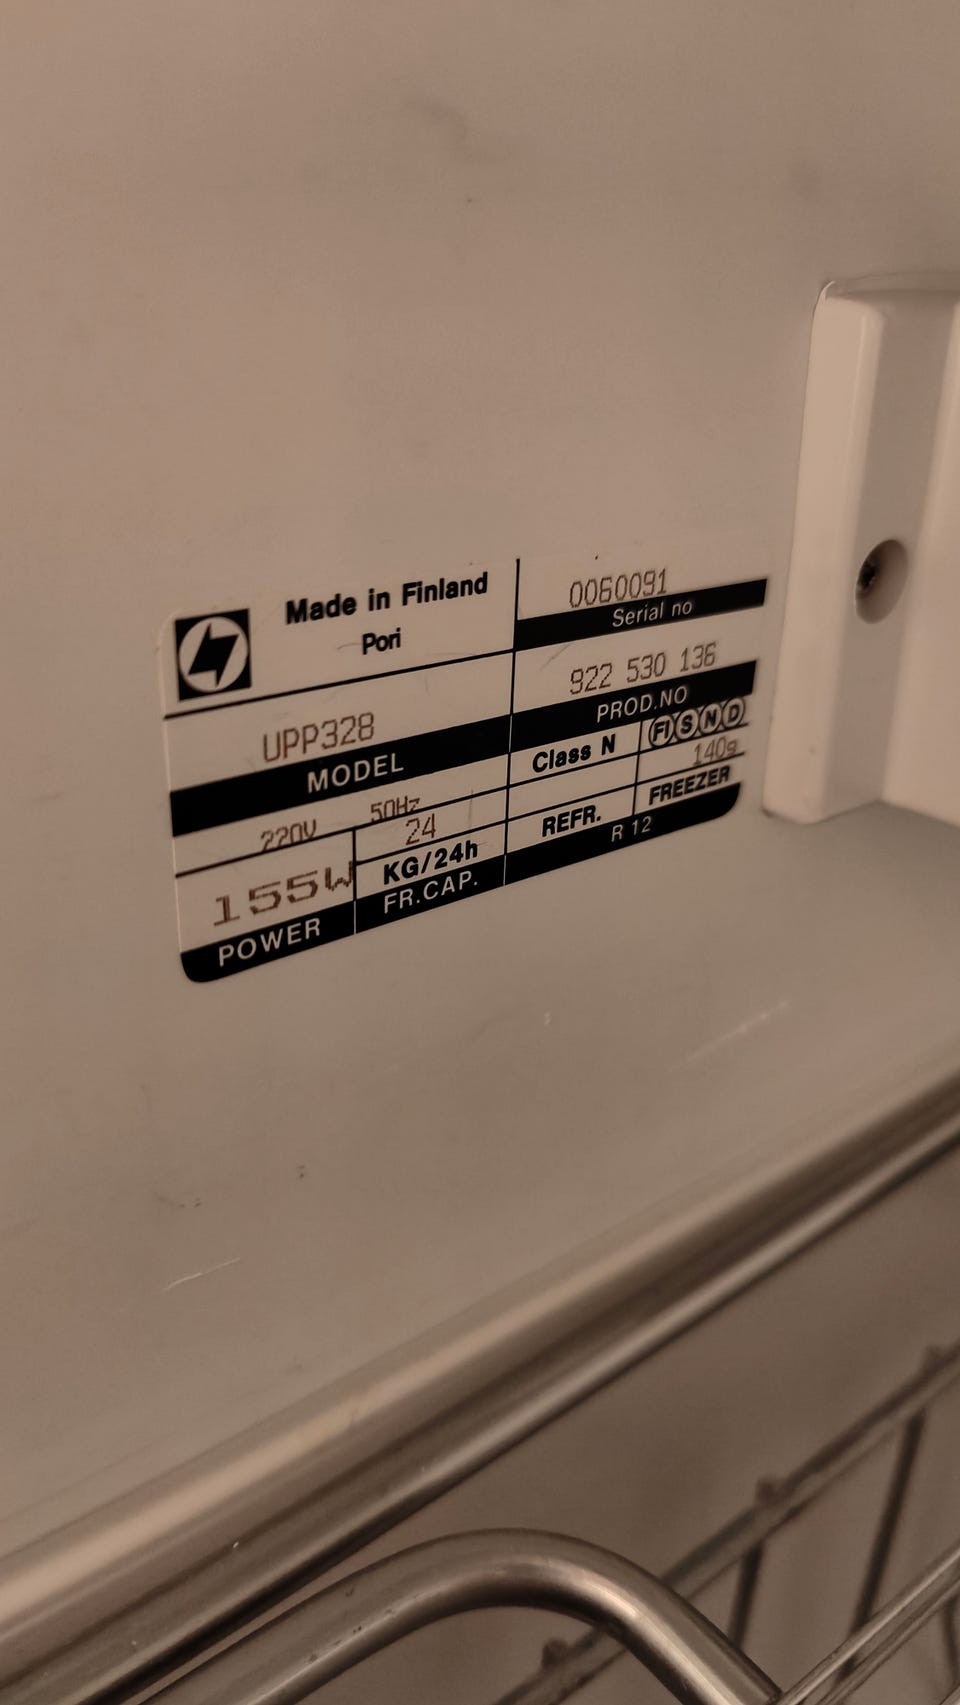 Made in Finland
Pori
0060091
Serial no
922 530 136
PROD.NO
UPP328
MODEL
Class N
FI S N D
220V 50Hz
140g
24
155W
KG/24h
REFR.
FREEZER
POWER
FR.CAP.
R 12